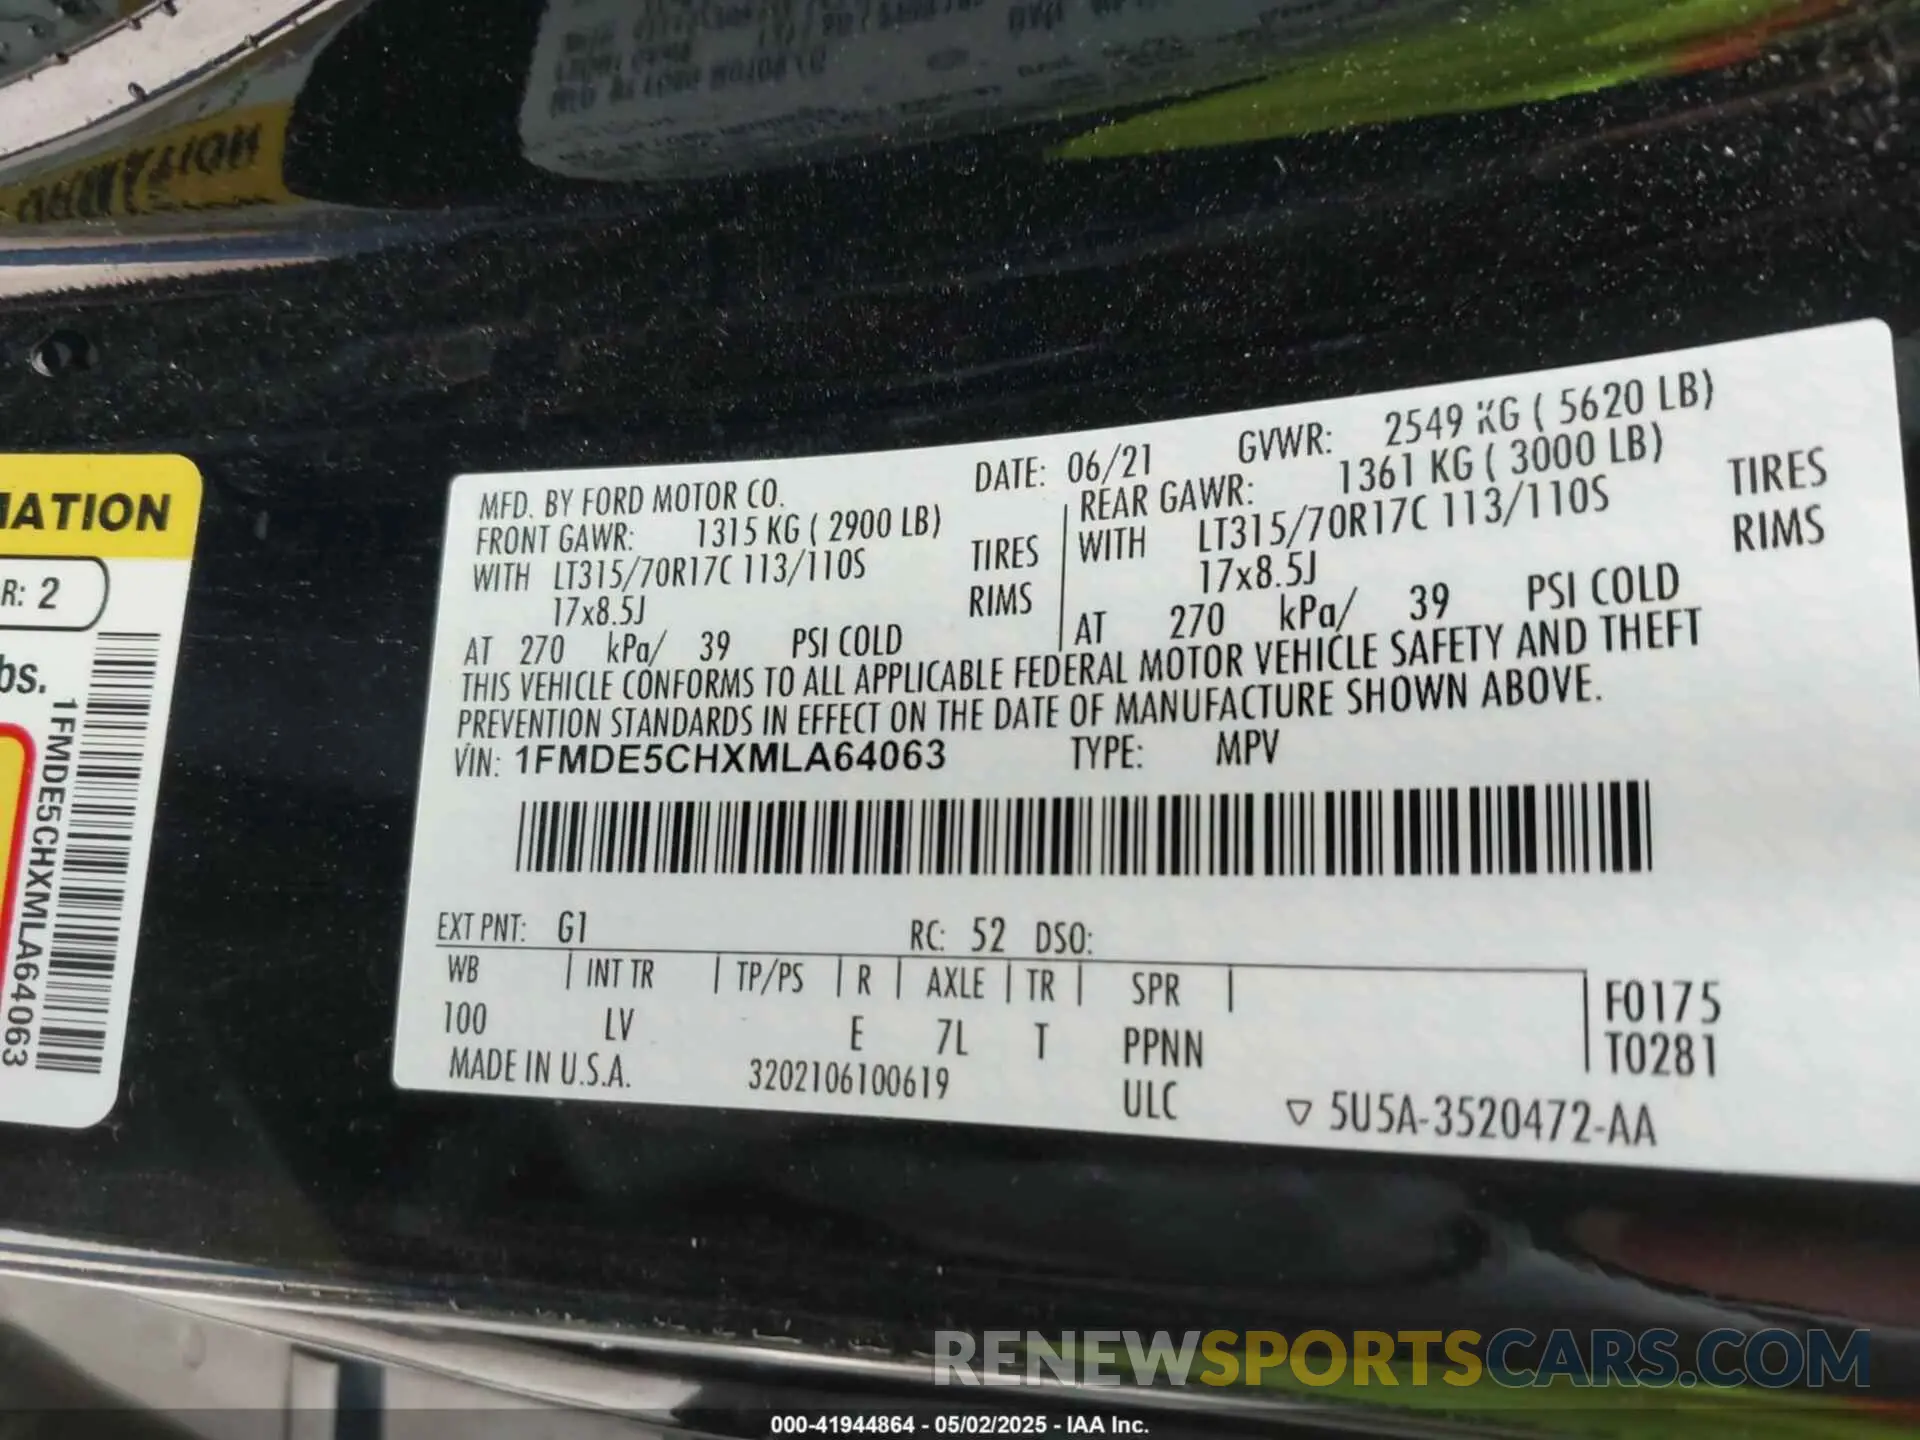 MATION
R: 2
bs.
1FMDE5CHXMLA64063
MFD. BY FORD MOTOR CO.
DATE: 06/21
GVWR: 2549 KG ( 5620 LB)
FRONT GAWR: 1315 KG ( 2900 LB)
REAR GAWR: 1361 KG ( 3000 LB)
WITH LT315/70R17C 113/110S TIRES
WITH LT315/70R17C 113/110S TIRES
17x8.5J RIMS
17x8.5J RIMS
AT 270 kPa/ 39 PSI COLD
AT 270 kPa/ 39 PSI COLD
THIS VEHICLE CONFORMS TO ALL APPLICABLE FEDERAL MOTOR VEHICLE SAFETY AND THEFT
PREVENTION STANDARDS IN EFFECT ON THE DATE OF MANUFACTURE SHOWN ABOVE.
VIN: 1FMDE5CHXMLA64063 TYPE: MPV
EXT PNT: G1 RC: 52 DSO:
WB | INT TR | TP/PS | R | AXLE | TR | SPR |
F0175
100 LV E 7L T PPNN
T0281
MADE IN U.S.A. 3202106100619 ULC
▽ 5U5A-3520472-AA
RENEWSPORTSCARS.COM
000-41944864 - 05/02/2025 - IAA Inc.